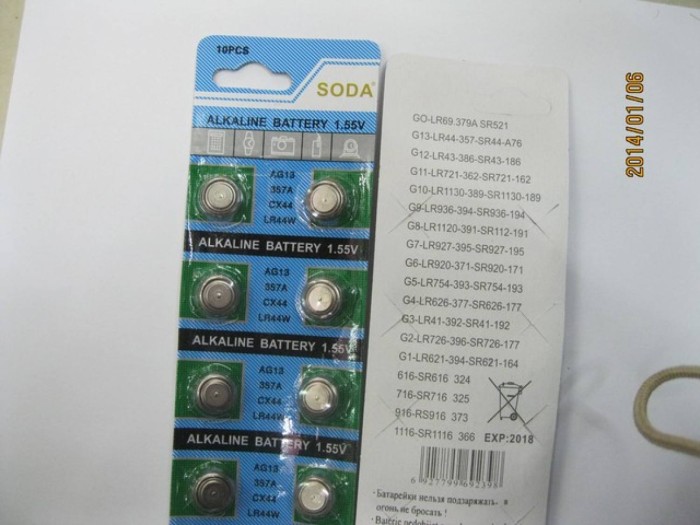 10PCS
SODA
ALKALINE BATTERY 1.55V
AG13
357A
CX44
LR44W
ALKALINE BATTERY 1.55V
AG13
357A
CX44
LR44W
ALKALINE BATTERY 1.55V
AG13
357A
CX44
LR44W
ALKALINE BATTERY 1.55V
AG13
357A
CX44
LR44W
GO-LR69.379A SR521
G13-LR44-357-SR44-A76
G12-LR43-386-SR43-186
G11-LR721-362-SR721-162
G10-LR1130-389-SR1130-189
G9-LR936-394-SR936-194
G8-LR1120-391-SR112-191
G7-LR927-395-SR927-195
G6-LR920-371-SR920-171
G5-LR754-393-SR754-193
G4-LR626-377-SR626-177
G3-LR41-392-SR41-192
G2-LR726-396-SR726-177
G1-LR621-394-SR621-164
616-SR616 324
716-SR716 325
916-RS916 373
1116-SR1116 366 EXP:2018
6 927799 692398
· Батарейки нельзя подзаряжать-
огонь не бросать!
2014/01/06